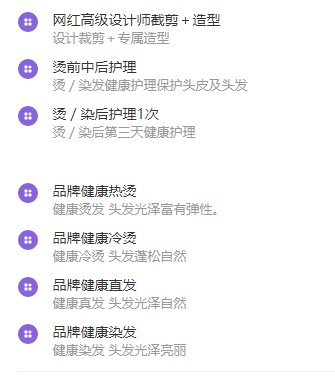 网红高级设计师截剪+造型
设计裁剪+专属造型
烫前中后护理
烫/染发健康护理保护头皮及头发
烫/染后护理1次
烫/染后第三天健康护理
品牌健康热烫
健康烫发 头发光泽富有弹性。
品牌健康冷烫
健康冷烫 头发蓬松自然
品牌健康直发
健康真发 头发光泽自然
品牌健康染发
健康染发 头发光泽亮丽